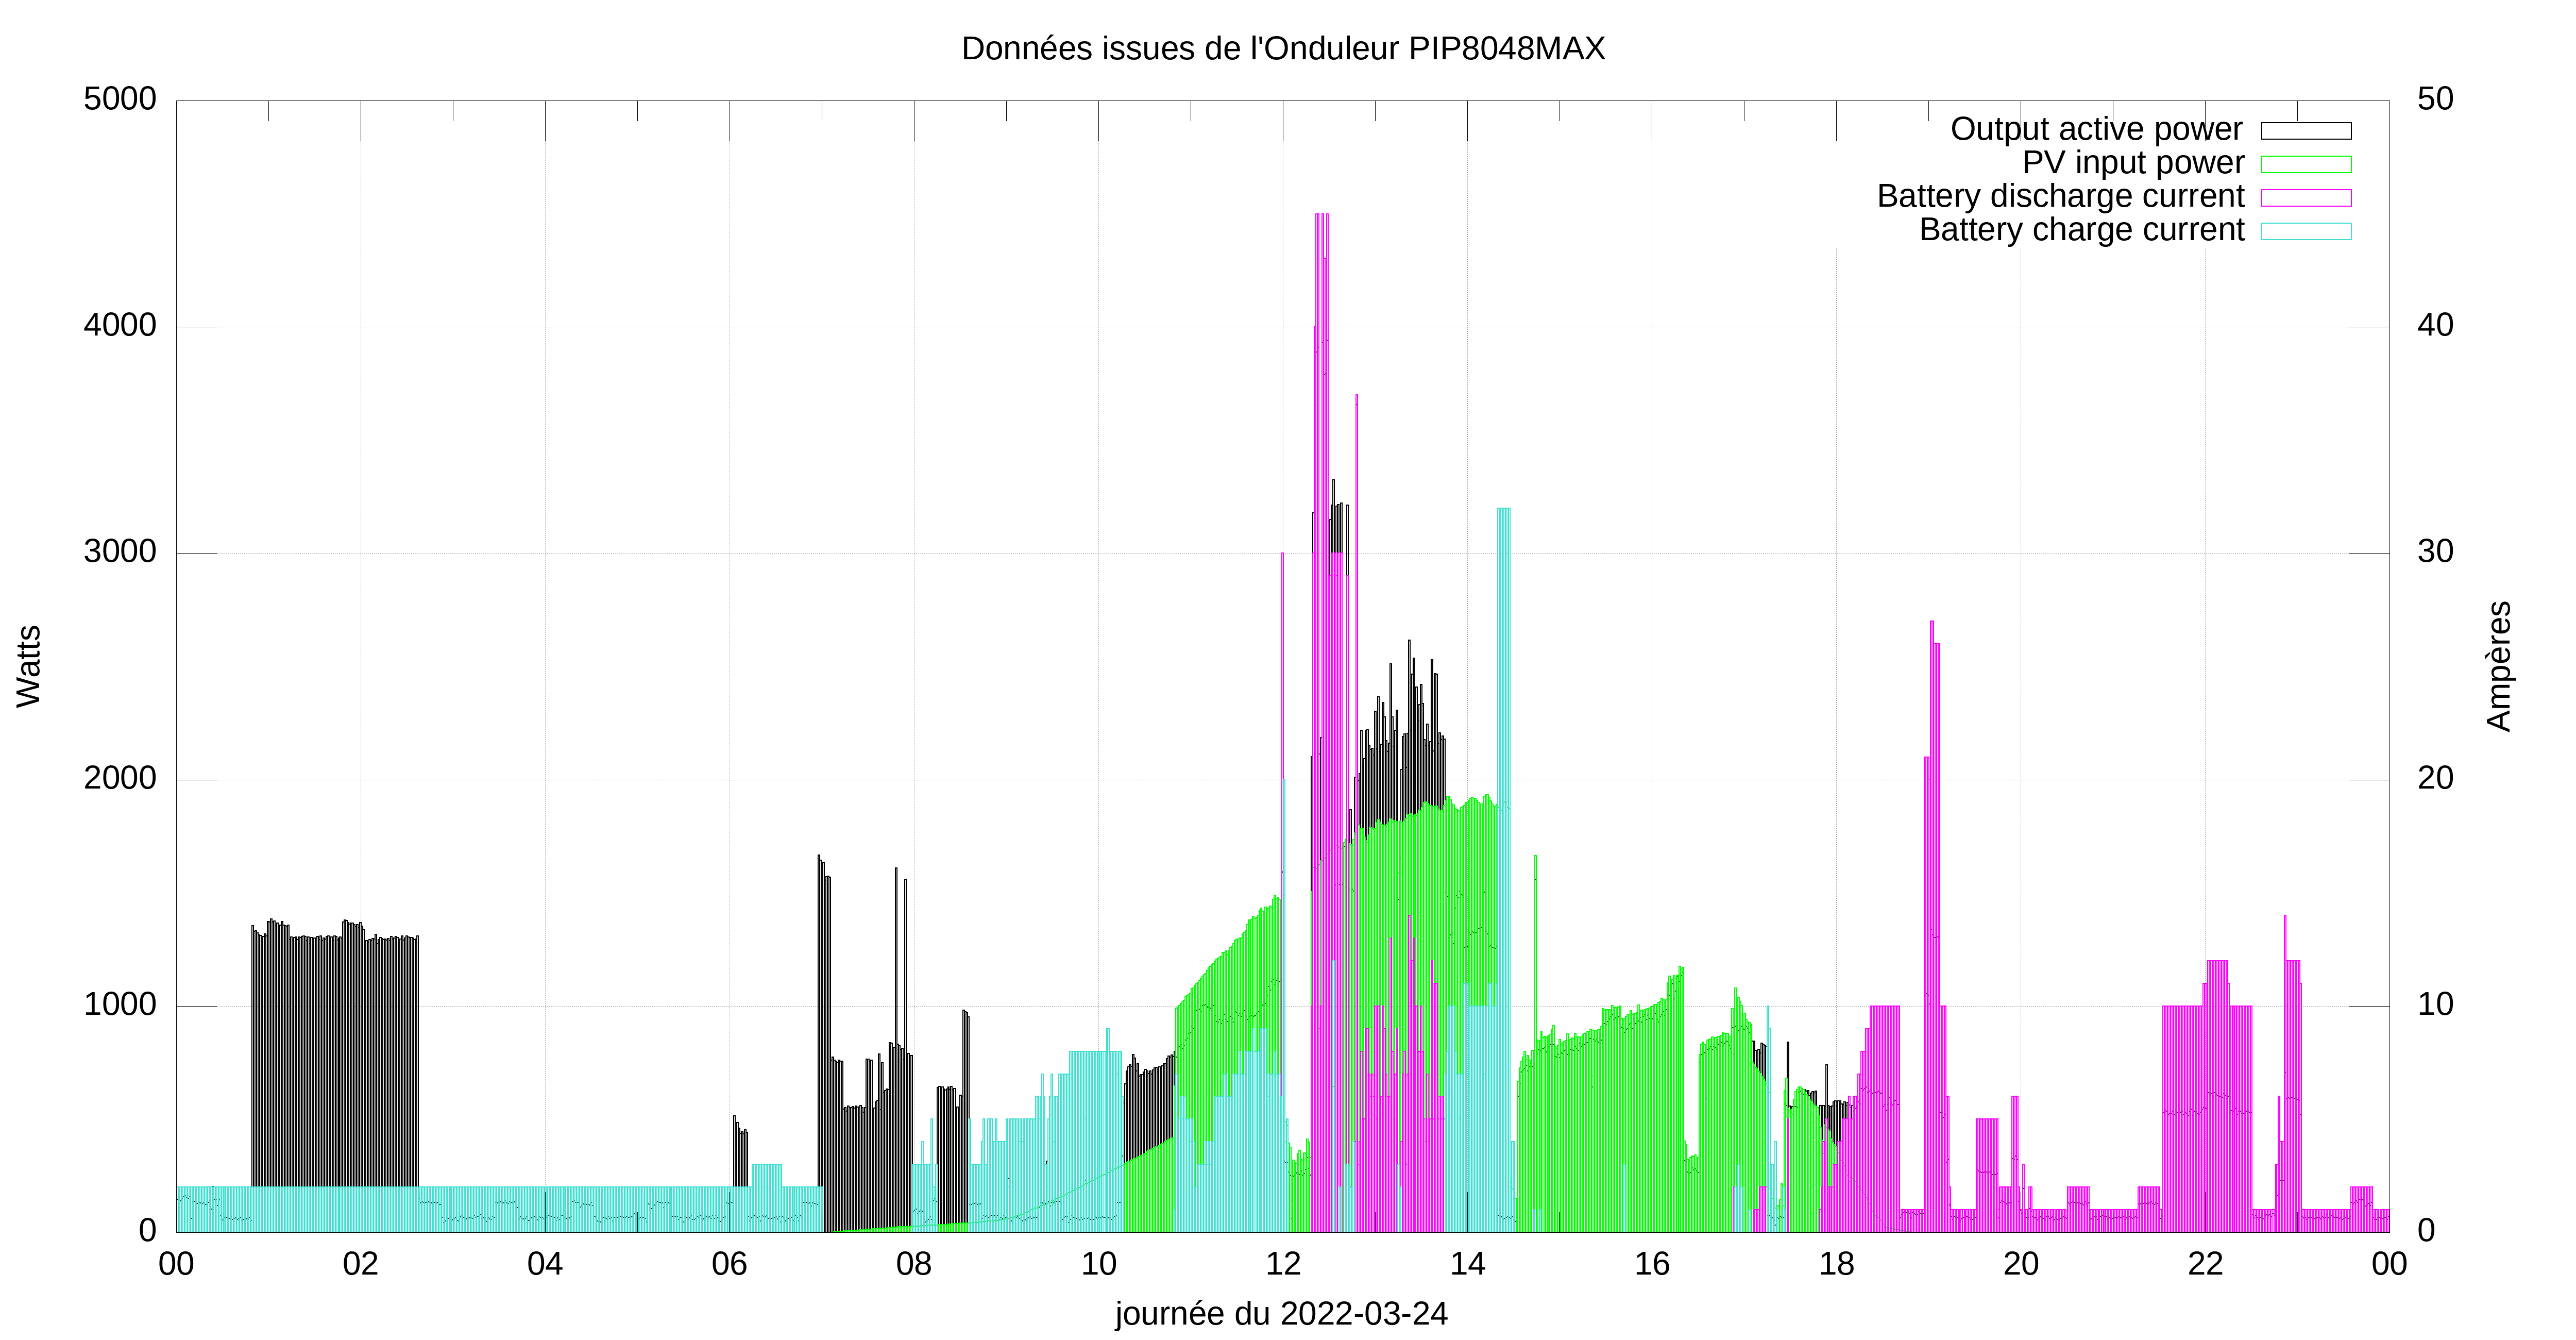 Données issues de l'Onduleur PIP8048MAX
5000
50
Output active power
PV input power
Battery discharge current
Battery charge current
4000
40
3000
30
Watts
Ampères
2000
20
1000
10
0
0
00 02 04 06 08 10 12 14 16 18 20 22 00
journée du 2022-03-24